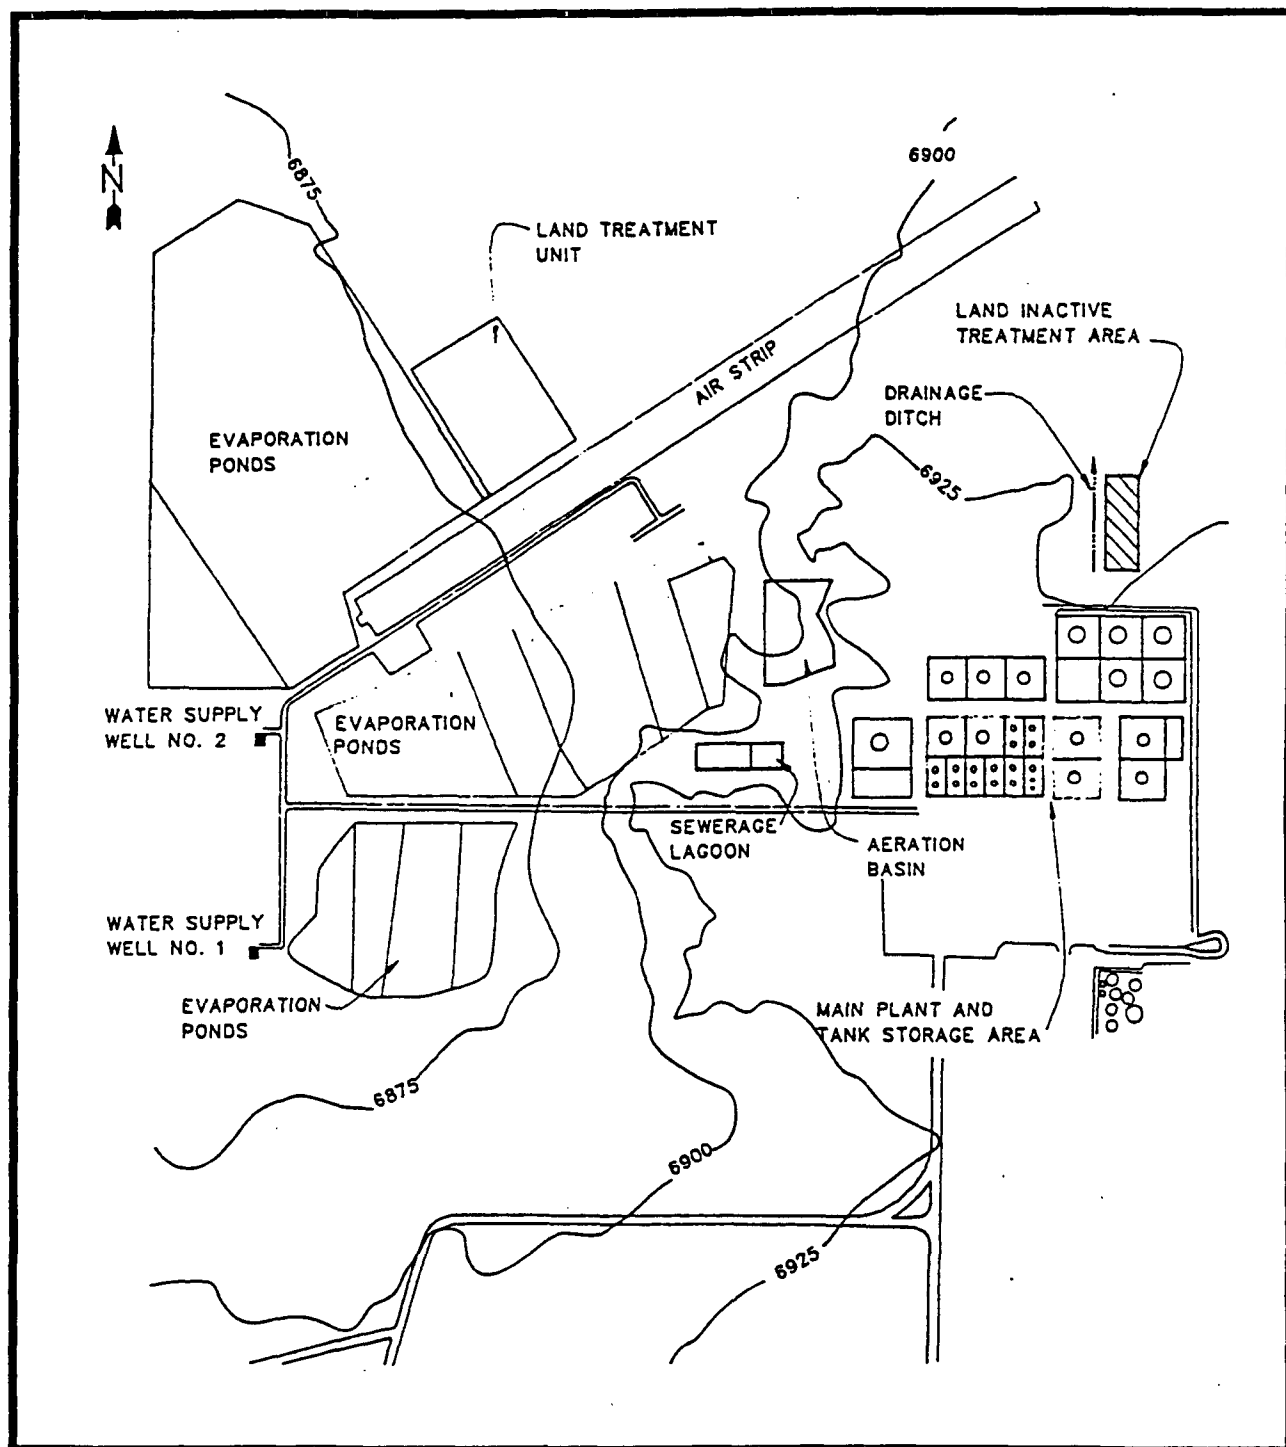 N
6875
6900
LAND TREATMENT
UNIT
LAND INACTIVE
TREATMENT AREA
AIR STRIP
DRAINAGE
DITCH
EVAPORATION
PONDS
6925
WATER SUPPLY
WELL NO. 2
EVAPORATION
PONDS
SEWERAGE
LAGOON
AERATION
BASIN
WATER SUPPLY
WELL NO. 1
EVAPORATION
PONDS
MAIN PLANT AND
TANK STORAGE AREA
6875
6900
6925